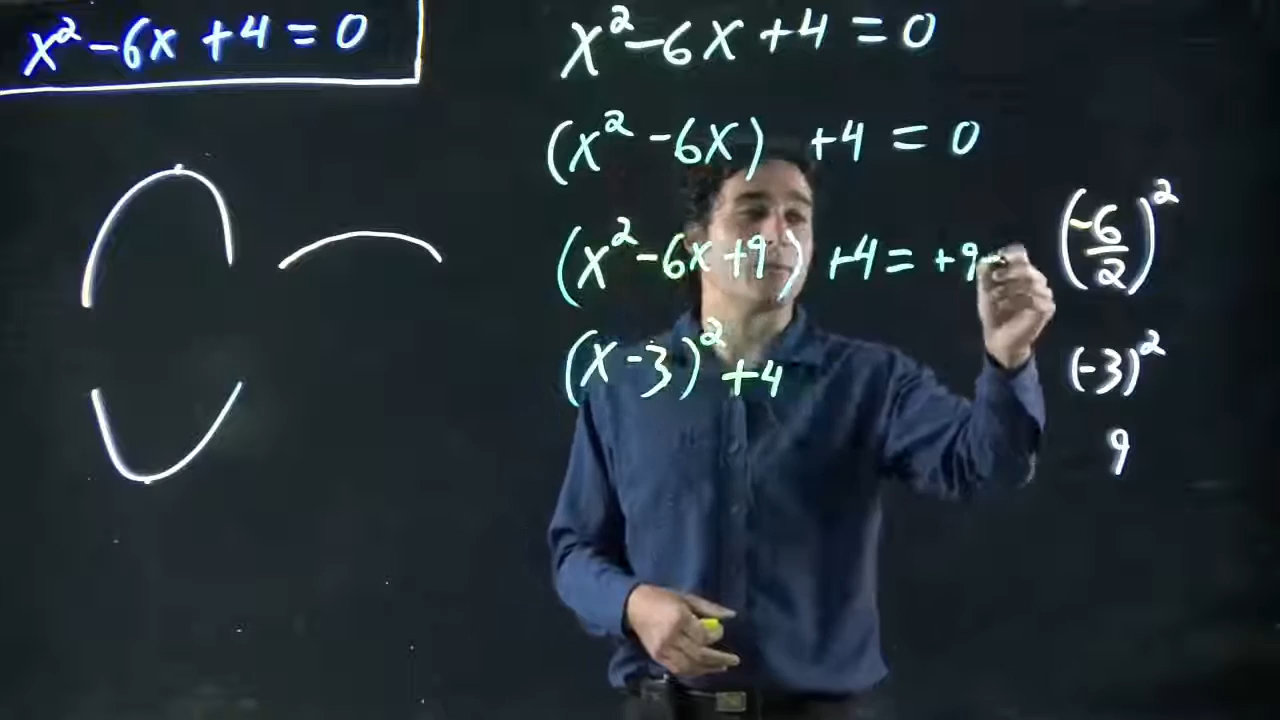 x² - 6x + 4 = 0
x² - 6x + 4 = 0
(x² - 6x) + 4 = 0
(x² - 6x + 9) + 4 = + 9
(x - 3)² + 4
(-6/2)²
(-3)²
9